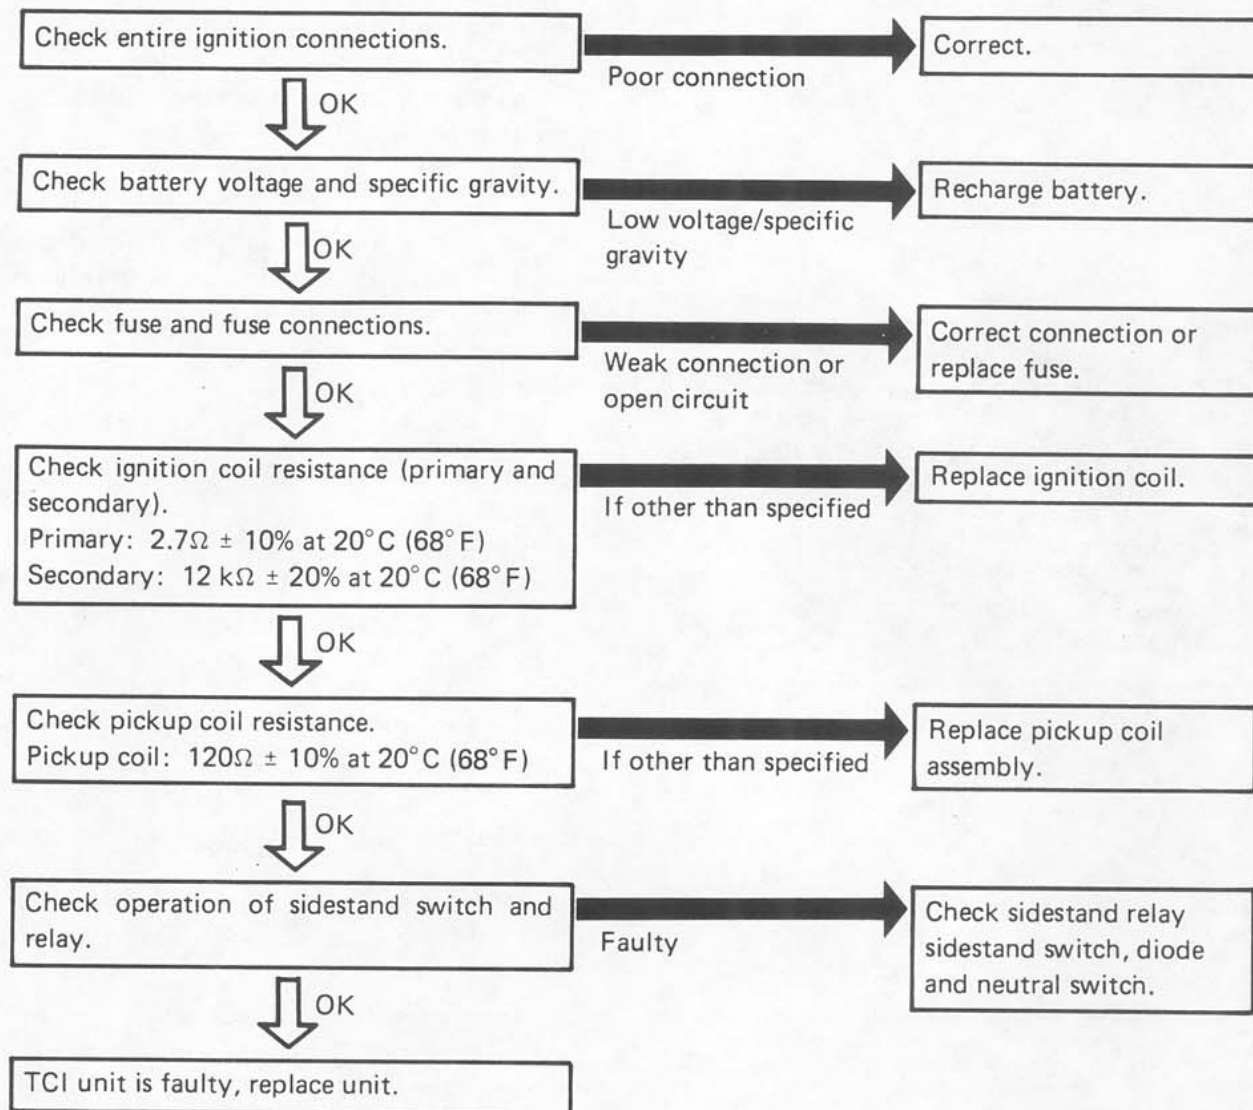 Check entire ignition connections.
Poor connection
Correct.
OK
Check battery voltage and specific gravity.
Low voltage/specific
gravity
Recharge battery.
OK
Check fuse and fuse connections.
Weak connection or
open circuit
Correct connection or
replace fuse.
OK
Check ignition coil resistance (primary and
secondary).
Primary: 2.7Ω ± 10% at 20°C (68°F)
Secondary: 12 kΩ ± 20% at 20°C (68°F)
If other than specified
Replace ignition coil.
OK
Check pickup coil resistance.
Pickup coil: 120Ω ± 10% at 20°C (68°F)
If other than specified
Replace pickup coil
assembly.
OK
Check operation of sidestand switch and
relay.
Faulty
Check sidestand relay
sidestand switch, diode
and neutral switch.
OK
TCI unit is faulty, replace unit.